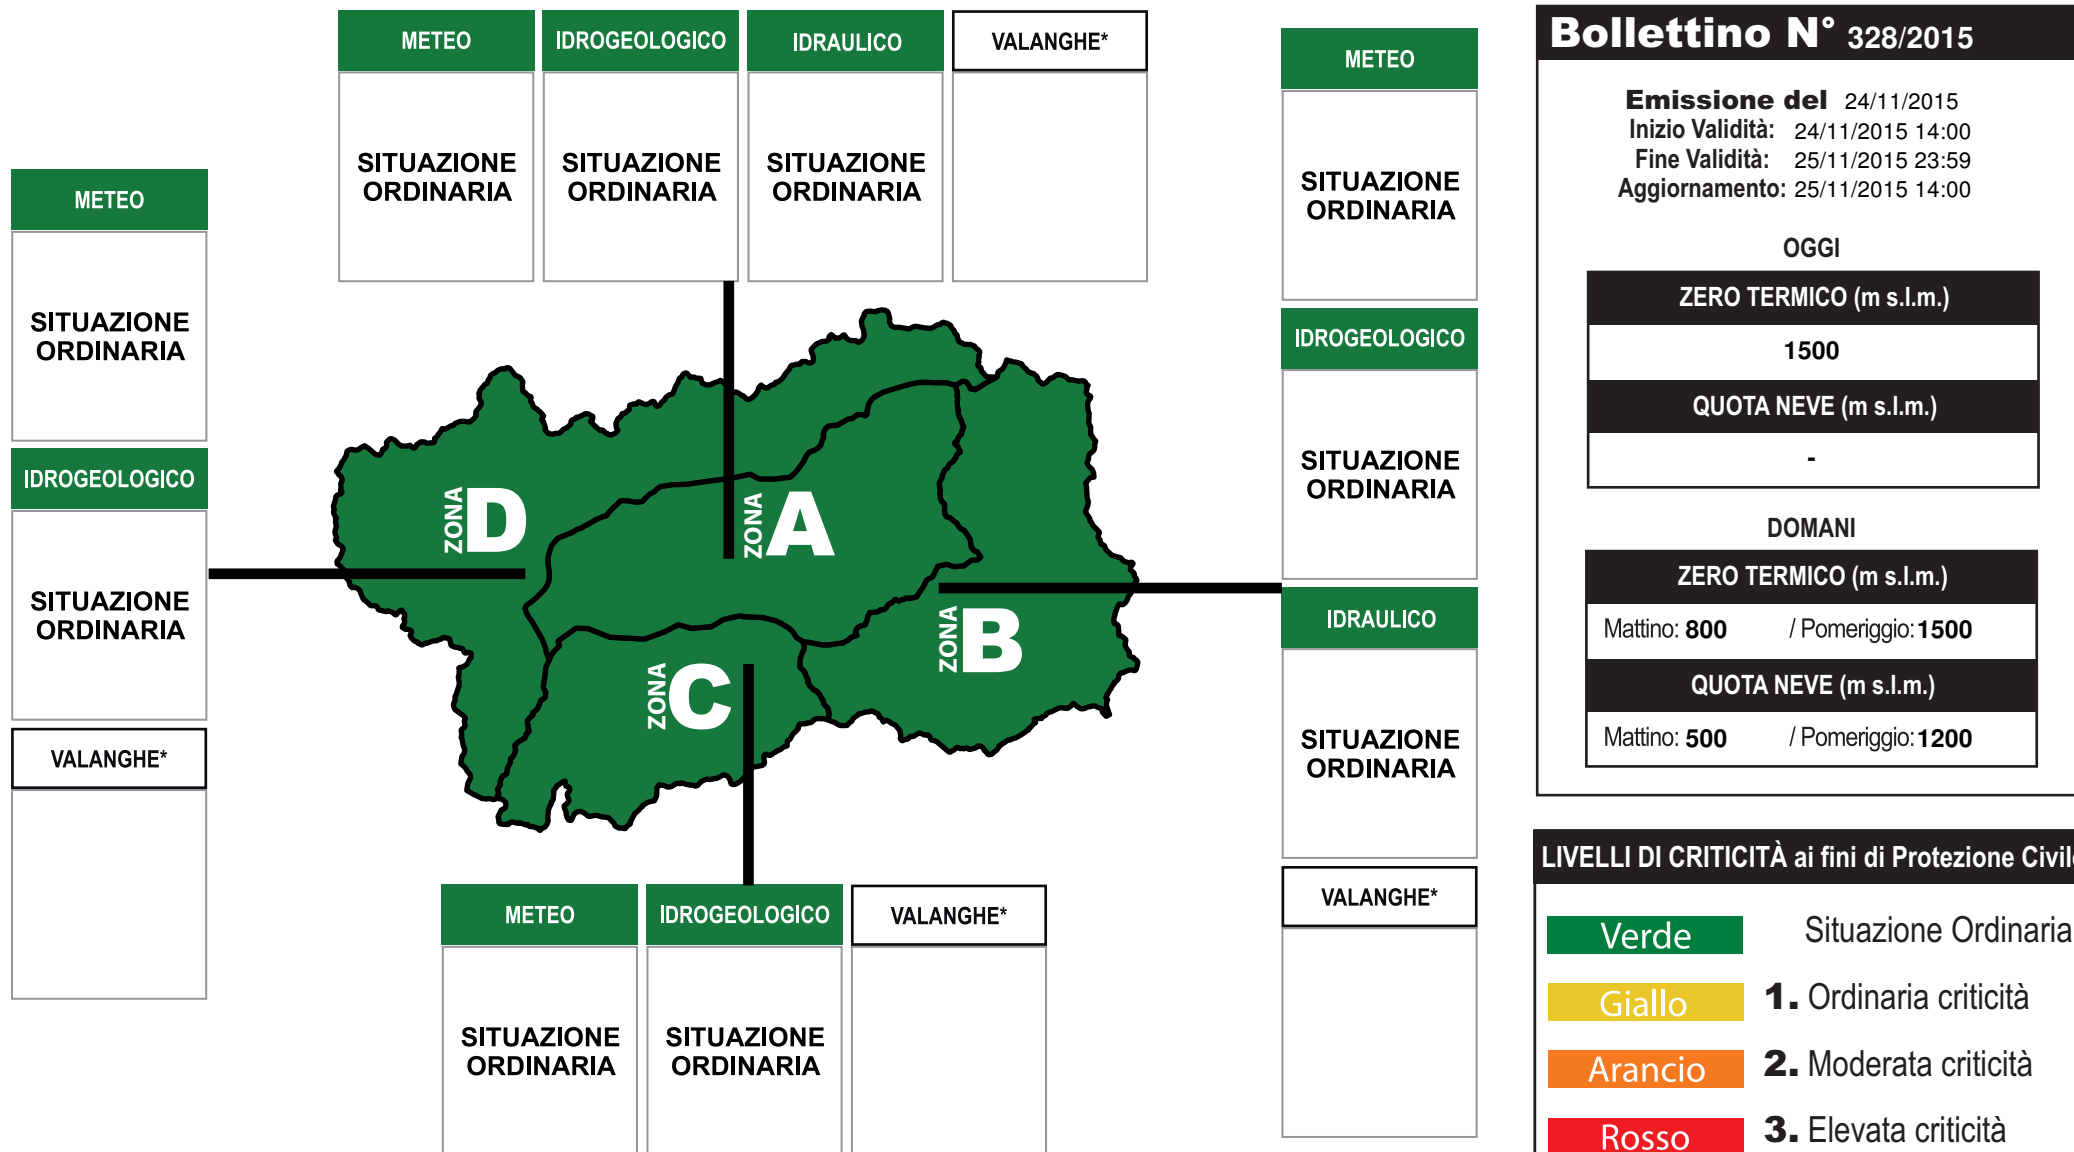 METEO IDROGEOLOGICO IDRAULICO VALANGHE*
SITUAZIONE ORDINARIA
SITUAZIONE ORDINARIA
SITUAZIONE ORDINARIA
METEO
SITUAZIONE
ORDINARIA
IDROGEOLOGICO
SITUAZIONE
ORDINARIA
VALANGHE*
ZONA D
ZONA A
ZONA B
ZONA C
METEO
SITUAZIONE
ORDINARIA
IDROGEOLOGICO
SITUAZIONE
ORDINARIA
IDRAULICO
SITUAZIONE
ORDINARIA
VALANGHE*
METEO IDROGEOLOGICO VALANGHE*
SITUAZIONE ORDINARIA
SITUAZIONE ORDINARIA
Bollettino N° 328/2015
Emissione del 24/11/2015
Inizio Validità: 24/11/2015 14:00
Fine Validità: 25/11/2015 23:59
Aggiornamento: 25/11/2015 14:00
OGGI
ZERO TERMICO (m s.l.m.)
1500
QUOTA NEVE (m s.l.m.)
-
DOMANI
ZERO TERMICO (m s.l.m.)
Mattino: 800 / Pomeriggio: 1500
QUOTA NEVE (m s.l.m.)
Mattino: 500 / Pomeriggio: 1200
LIVELLI DI CRITICITÀ ai fini di Protezione Civile
Verde Situazione Ordinaria
Giallo 1. Ordinaria criticità
Arancio 2. Moderata criticità
Rosso 3. Elevata criticità